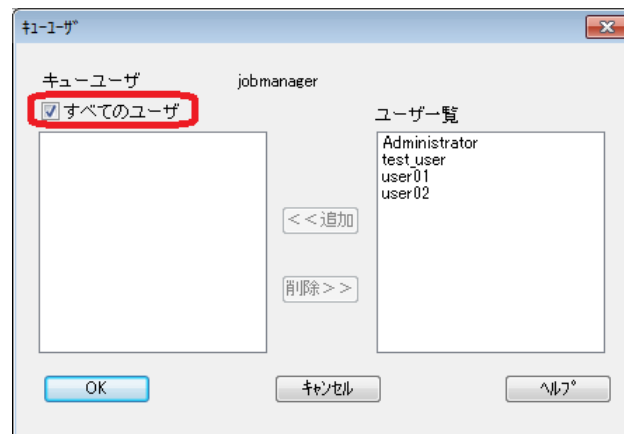 ｷｭｰﾕｰｻﾞ
キューユーザ jobmanager
すべてのユーザ
ユーザ一覧
Administrator
test_user
user01
user02
<<追加
削除>>
OK
ｷｬﾝｾﾙ
ﾍﾙﾌﾟ